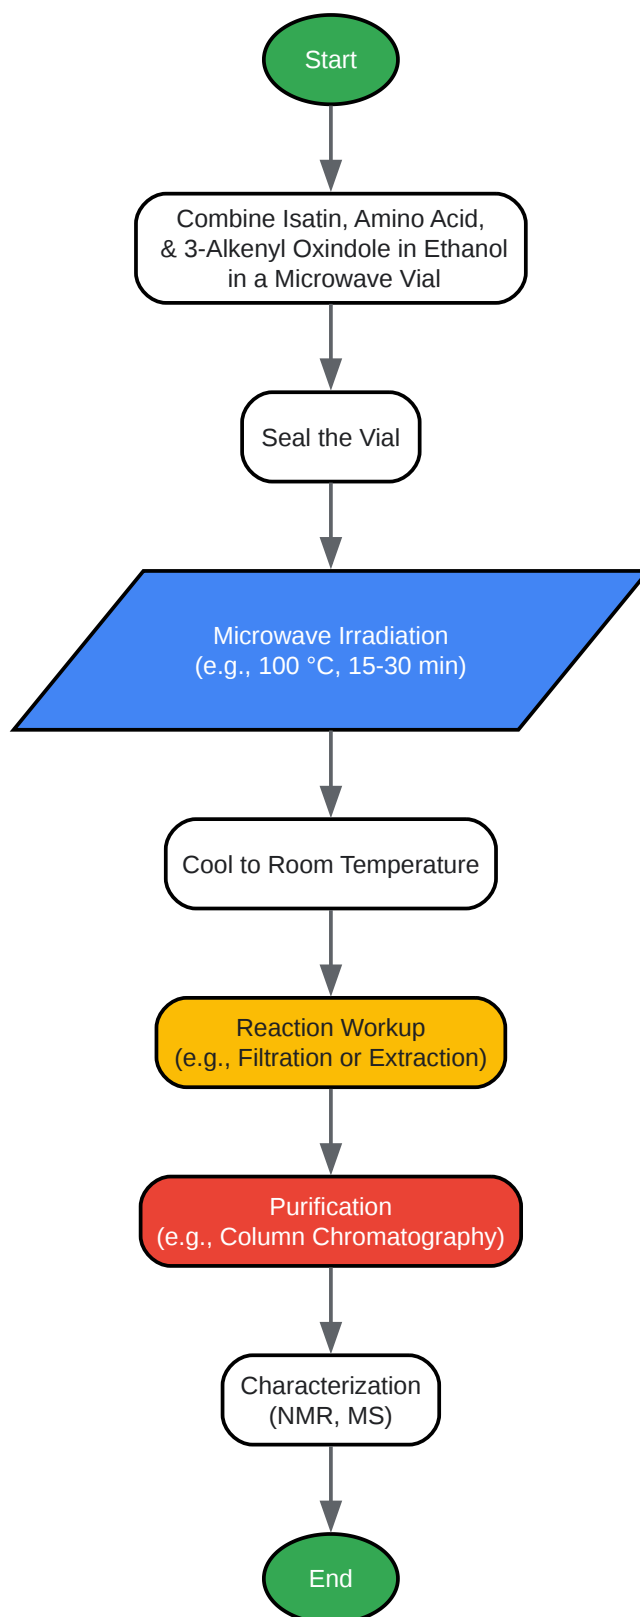 Start
Combine Isatin, Amino Acid,
& 3-Alkenyl Oxindole in Ethanol
in a Microwave Vial
Seal the Vial
Microwave Irradiation
(e.g., 100 °C, 15-30 min)
Cool to Room Temperature
Reaction Workup
(e.g., Filtration or Extraction)
Purification
(e.g., Column Chromatography)
Characterization
(NMR, MS)
End